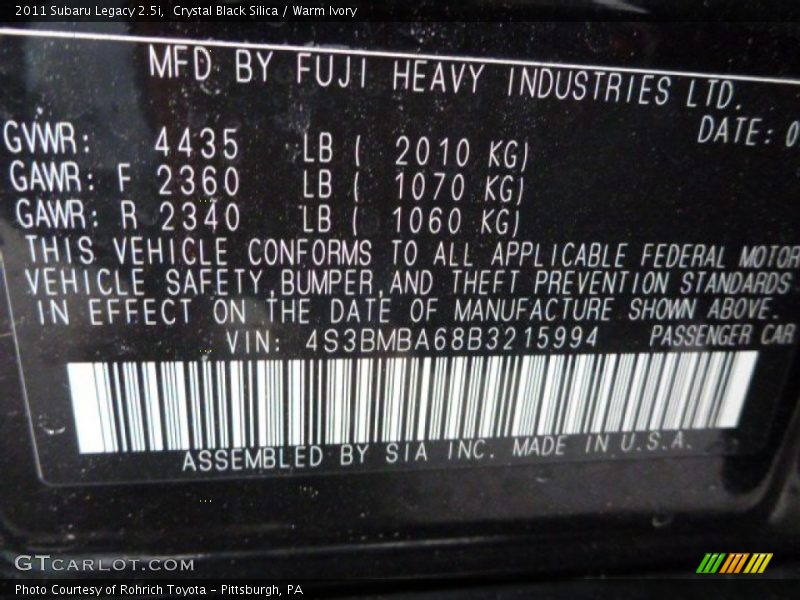 2011 Subaru Legacy 2.5i,  Crystal Black Silica / Warm Ivory
MFD BY FUJI HEAVY INDUSTRIES LTD.
DATE: 0
GVWR: 4435 LB ( 2010 KG)
GAWR: F 2360 LB ( 1070 KG)
GAWR: R 2340 LB ( 1060 KG)
THIS VEHICLE CONFORMS TO ALL APPLICABLE FEDERAL MOTOR
VEHICLE SAFETY,BUMPER,AND THEFT PREVENTION STANDARDS
IN EFFECT ON THE DATE OF MANUFACTURE SHOWN ABOVE.
VIN: 4S3BMBA68B3215994 PASSENGER CAR
ASSEMBLED BY SIA INC. MADE IN U.S.A.
GTCARLOT.COM
Photo Courtesy of Rohrich Toyota – Pittsburgh, PA